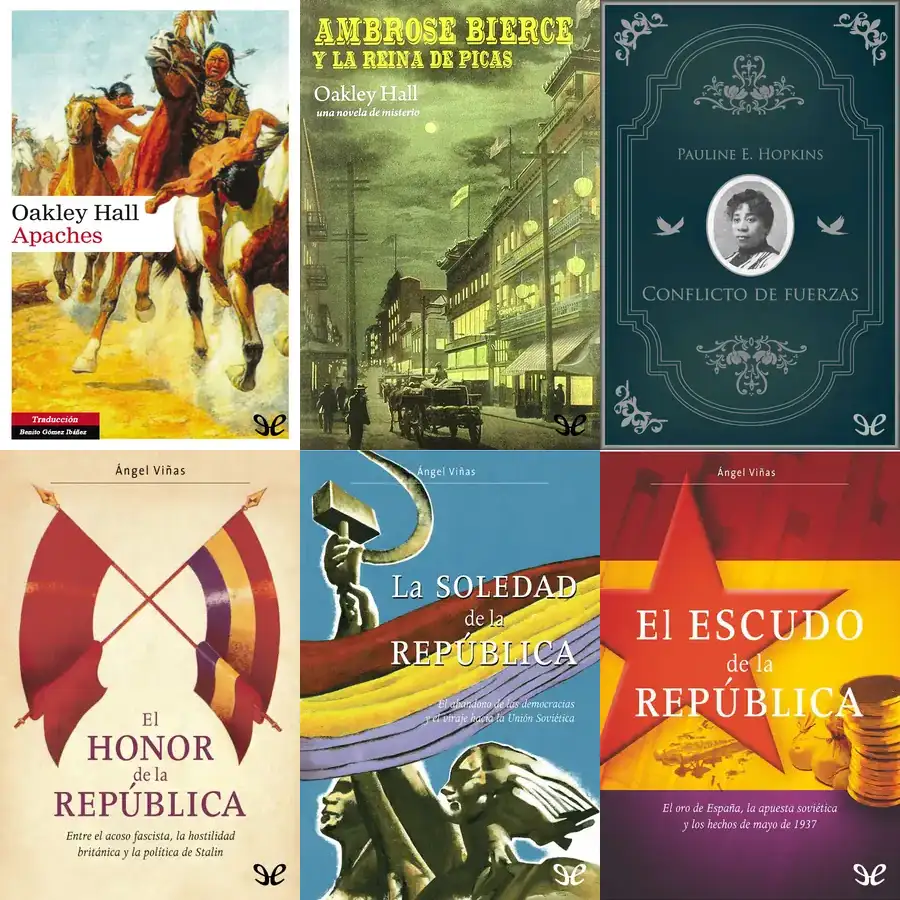 Oakley Hall
Apaches
Traducción
Benito Gómez Ibáñez
AMBROSE BIERCE
Y LA REINA DE PICAS
Oakley Hall
una novela de misterio
PAULINE E. HOPKINS
CONFLICTO DE FUERZAS
Ángel Viñas
El
HONOR
de la
REPÚBLICA
Entre el acoso fascista, la hostilidad
británica y la política de Stalin
Ángel Viñas
La SOLEDAD
de la
REPÚBLICA
El abandono de las democracias
y el viraje hacia la Unión Soviética
Ángel Viñas
El ESCUDO
de la
REPÚBLICA
El oro de España, la apuesta soviética
y los hechos de mayo de 1937